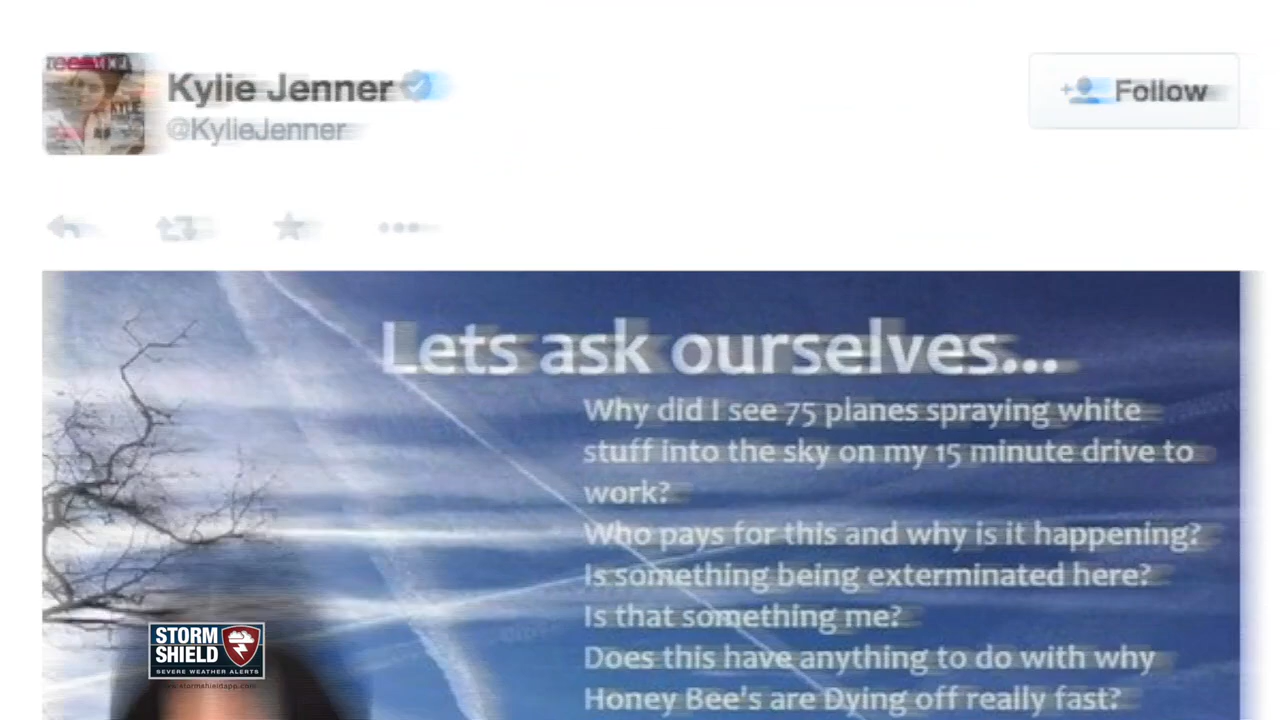 Kylie Jenner
@KylieJenner
Follow
Lets ask ourselves...
Why did I see 75 planes spraying white
stuff into the sky on my 15 minute drive to
work?
Who pays for this and why is it happening?
Is something being exterminated here?
Is that something me?
Does this have anything to do with why
Honey Bee's are Dying off really fast?
STORM
SHIELD
SEVERE WEATHER ALERTS
www.stormshieldapp.com